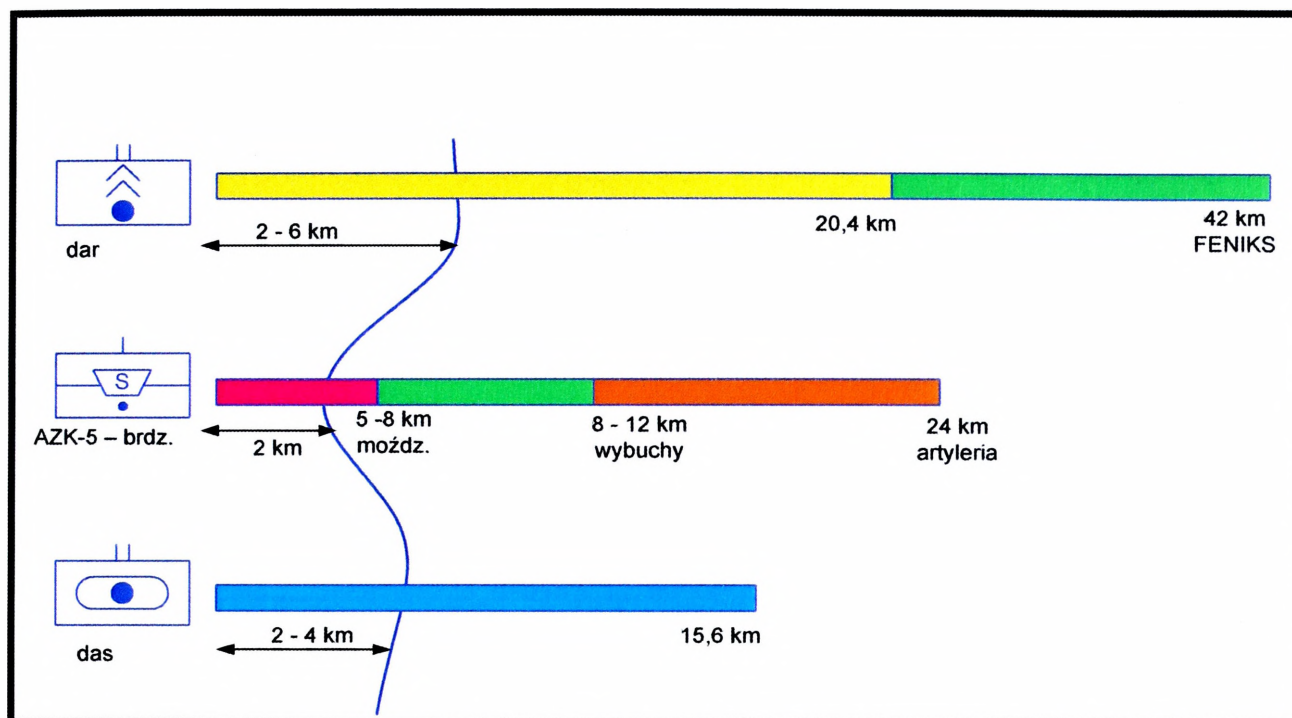 dar
2 - 6 km
20,4 km
42 km
FENIKS
S
AZK-5 – brdz.
2 km
5 -8 km
moździ.
8 - 12 km
wybuchy
24 km
artyleria
das
2 - 4 km
15,6 km